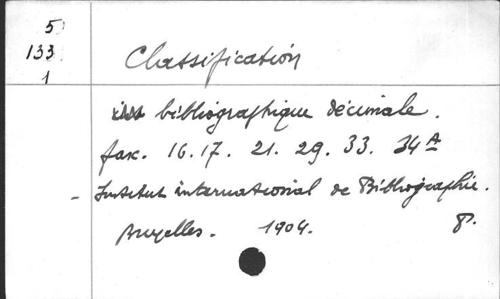 5
133
1
Classification
bibliographique décimale.
fasc. 16.17. 21. 29. 33. 34A
- Institut international de Bibliographie.
Bruxelles. 1904. 8°.